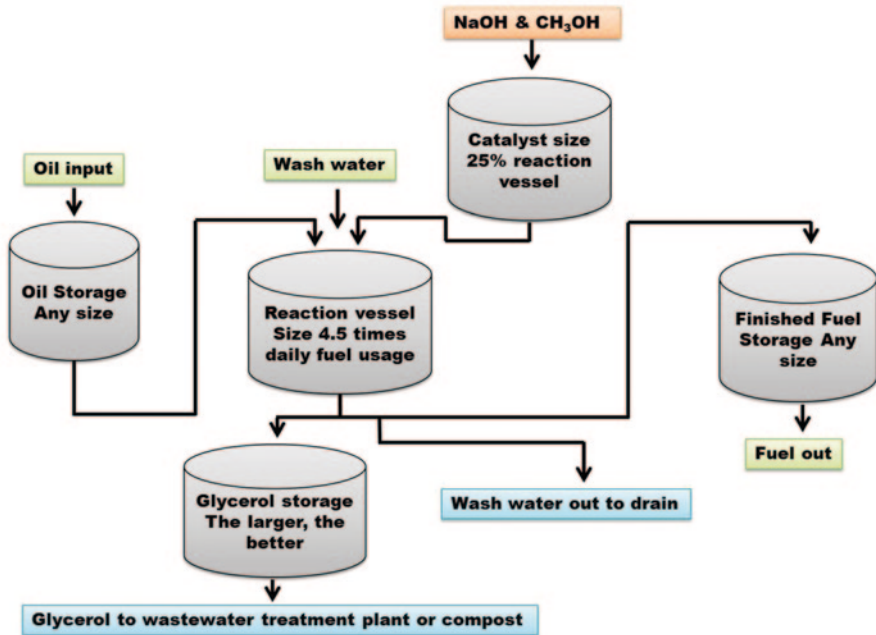 NaOH & CH₃OH
Catalyst size
25% reaction
vessel
Oil input
Wash water
Oil Storage
Any size
Reaction vessel
Size 4.5 times
daily fuel usage
Finished Fuel
Storage Any
size
Fuel out
Glycerol storage
The larger, the
better
Wash water out to drain
Glycerol to wastewater treatment plant or compost